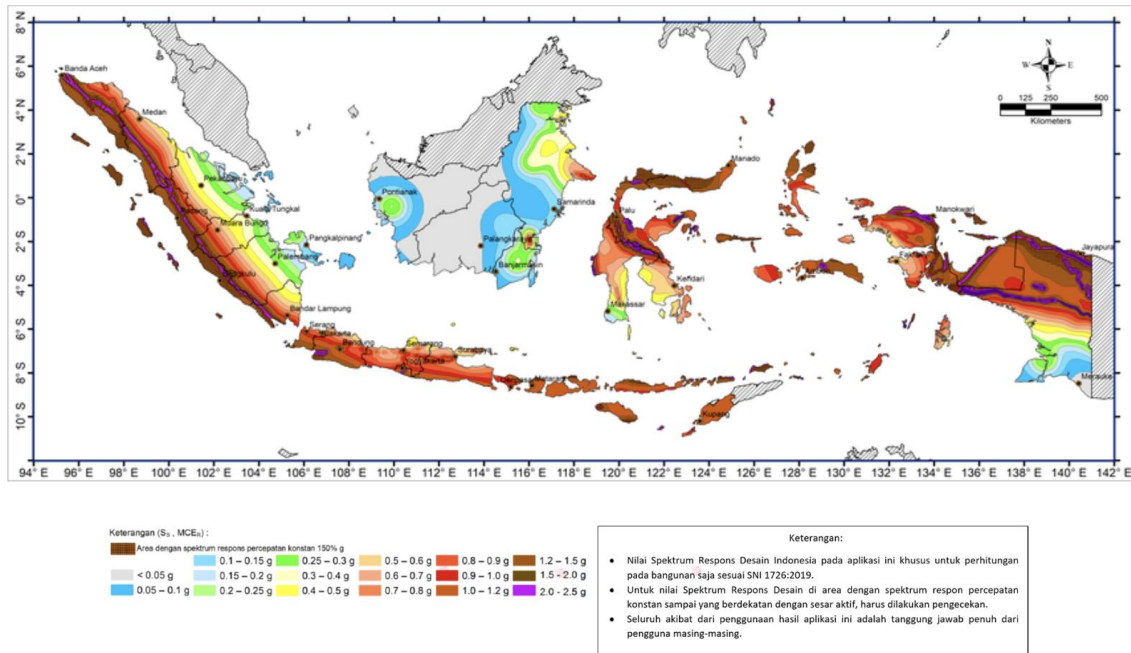 8° N
6° N
4° N
2° N
0°
2° S
4° S
6° S
8° S
10° S
Banda Aceh
Medan
Kuala Tungkal
Muara Bungo
Pangkalpinang
Palembang
Bengkulu
Bandar Lampung
Serang
Jakarta
Bandung
Semarang
Yogyakarta
Surabaya
Denpasar
Mataram
Kupang
Pontianak
Samarinda
Palangkaraya
Banjarmasin
Manado
Palu
Kendari
Makassar
Manokwari
Jayapura
Merauke
N
W E
S
0 125 250 500
Kilometers
94° E 96° E 98° E 100° E 102° E 104° E 106° E 108° E 110° E 112° E 114° E 116° E 118° E 120° E 122° E 124° E 126° E 128° E 130° E 132° E 134° E 136° E 138° E 140° E 142° E
Keterangan (SS , MCER) :
Area dengan spektrum respons percepatan konstan 150% g
< 0.05 g
0.05 – 0.1 g
0.1 – 0.15 g
0.15 – 0.2 g
0.2 – 0.25 g
0.25 – 0.3 g
0.3 – 0.4 g
0.4 – 0.5 g
0.5 – 0.6 g
0.6 – 0.7 g
0.7 – 0.8 g
0.8 – 0.9 g
0.9 – 1.0 g
1.0 – 1.2 g
1.2 – 1.5 g
1.5 – 2.0 g
2.0 - 2.5 g
Keterangan:
• Nilai Spektrum Respons Desain Indonesia pada aplikasi ini khusus untuk perhitungan
pada bangunan saja sesuai SNI 1726:2019.
• Untuk nilai Spektrum Respons Desain di area dengan spektrum respon percepatan
konstan sampai yang berdekatan dengan sesar aktif, harus dilakukan pengecekan.
• Seluruh akibat dari penggunaan hasil aplikasi ini adalah tanggung jawab penuh dari
pengguna masing-masing.